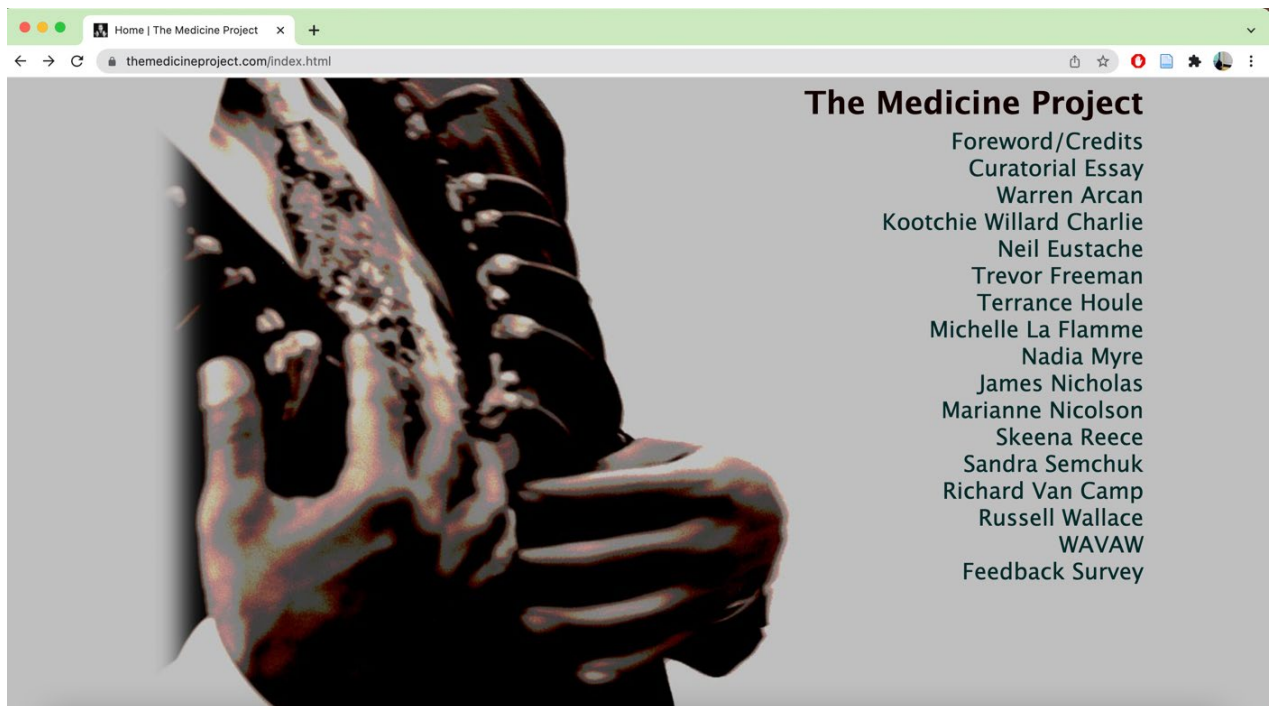 Home | The Medicine Project
themedicineproject.com/index.html
The Medicine Project
Foreword/Credits
Curatorial Essay
Warren Arcan
Kootchie Willard Charlie
Neil Eustache
Trevor Freeman
Terrance Houle
Michelle La Flamme
Nadia Myre
James Nicholas
Marianne Nicolson
Skeena Reece
Sandra Semchuk
Richard Van Camp
Russell Wallace
WAVAW
Feedback Survey